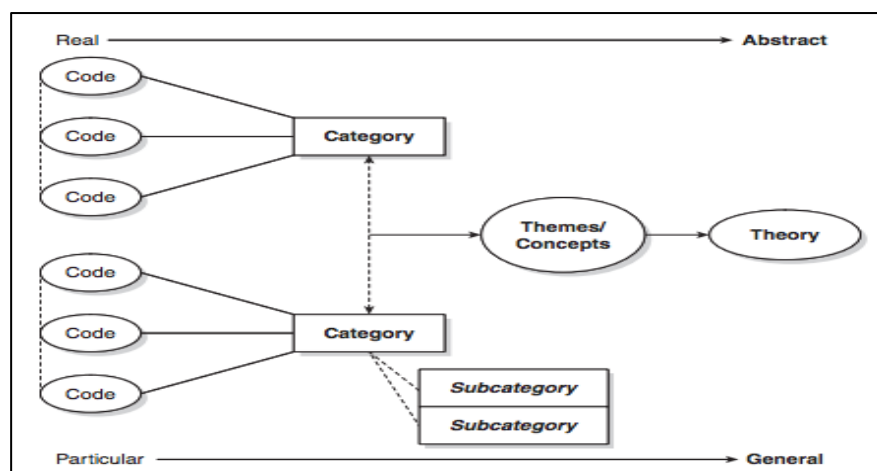 Real
Abstract
Code
Code
Category
Code
Themes/
Concepts
Theory
Code
Code
Category
Code
Subcategory
Subcategory
Particular
General